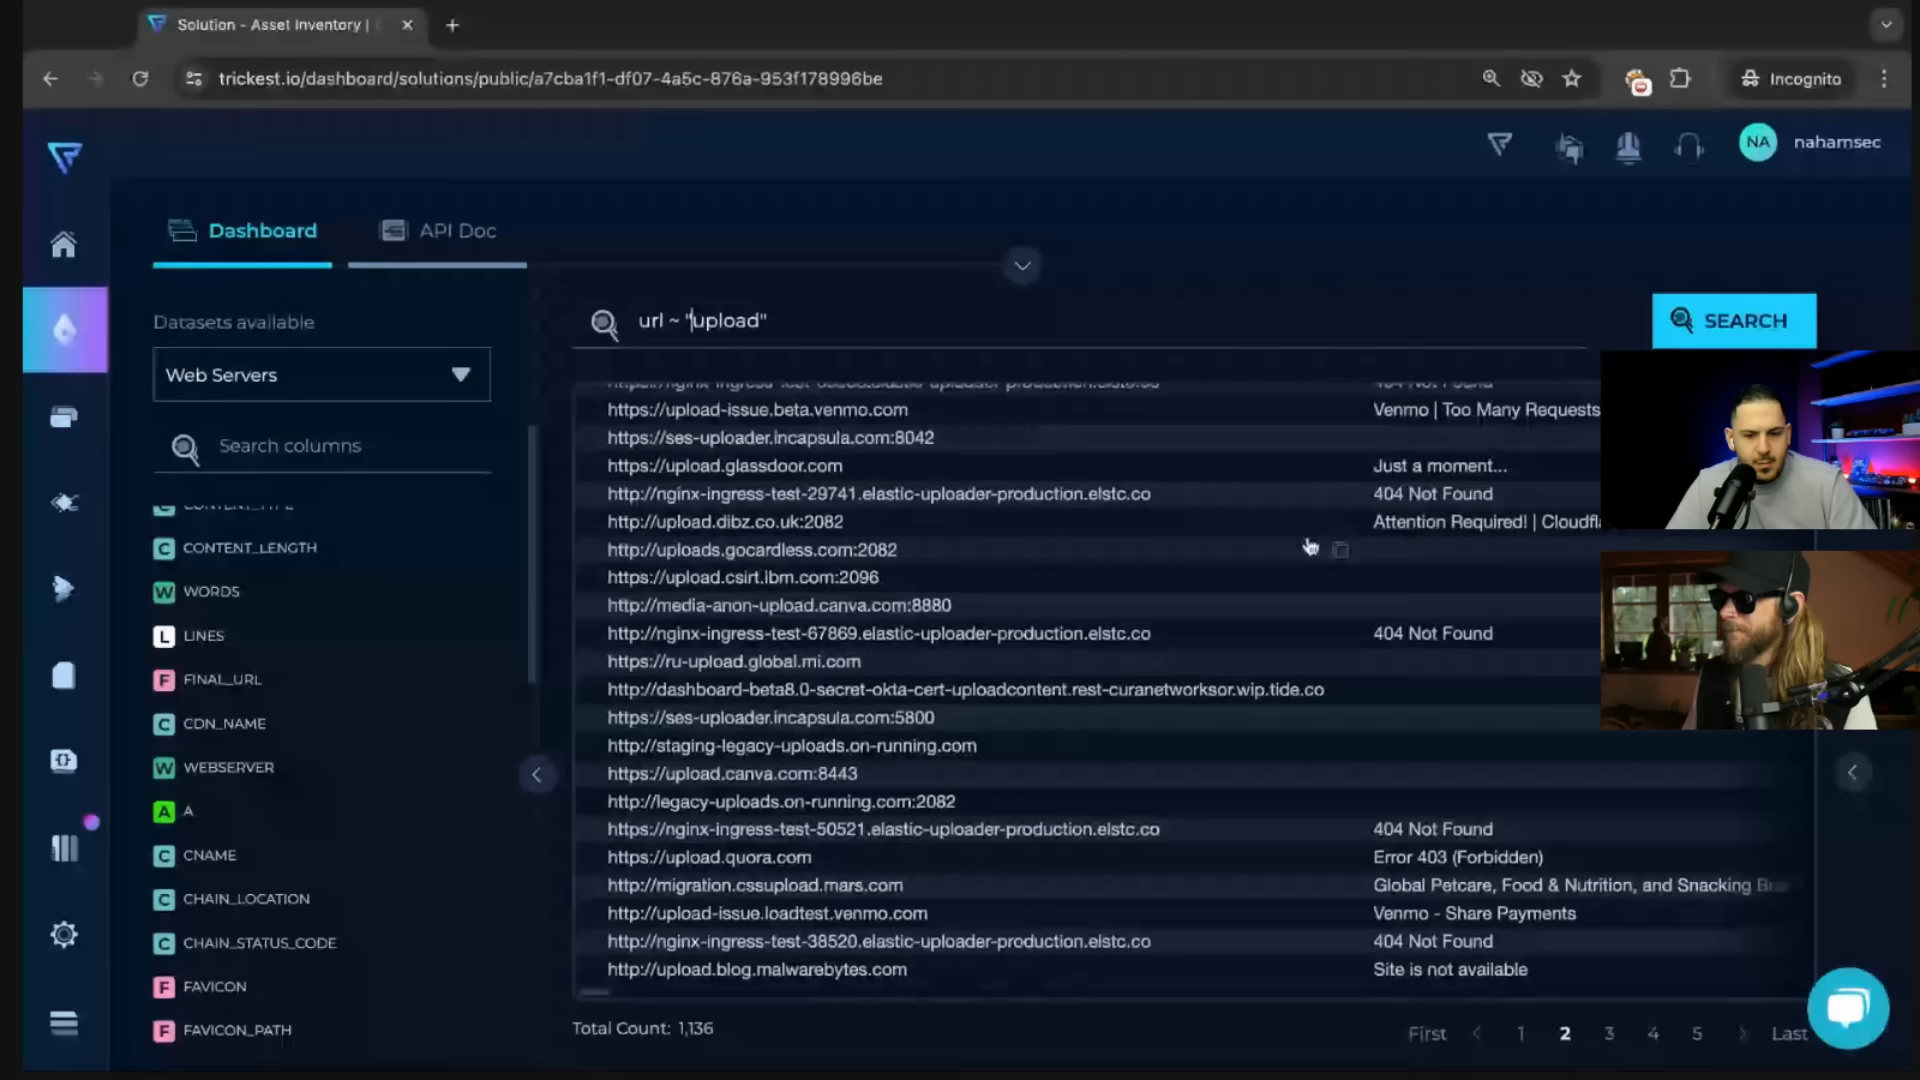 Solution - Asset Inventory |
trickest.io/dashboard/solutions/public/a7cba1f1-df07-4a5c-876a-953f178996be
Incognito
NA
nahamsec
Dashboard
API Doc
Datasets available
Web Servers
Search columns
CONTENT_TYPE
C CONTENT_LENGTH
W WORDS
L LINES
F FINAL_URL
C CDN_NAME
W WEBSERVER
A A
C CNAME
C CHAIN_LOCATION
C CHAIN_STATUS_CODE
F FAVICON
F FAVICON_PATH
url ~ "upload"
SEARCH
404 Not Found
https://upload-issue.beta.venmo.com Venmo | Too Many Requests
https://ses-uploader.incapsula.com:8042
https://upload.glassdoor.com Just a moment...
http://nginx-ingress-test-29741.elastic-uploader-production.elstc.co 404 Not Found
http://upload.dibz.co.uk:2082 Attention Required! | Cloudfl
http://uploads.gocardless.com:2082
https://upload.csirt.ibm.com:2096
http://media-anon-upload.canva.com:8880
http://nginx-ingress-test-67869.elastic-uploader-production.elstc.co 404 Not Found
https://ru-upload.global.mi.com
http://dashboard-beta8.0-secret-okta-cert-uploadcontent.rest-curanetworksor.wip.tide.co
http://ses-uploader.incapsula.com:5800
http://staging-legacy-uploads.on-running.com
https://upload.canva.com:8443
http://legacy-uploads.on-running.com:2082
https://nginx-ingress-test-50521.elastic-uploader-production.elstc.co 404 Not Found
https://upload.quora.com Error 403 (Forbidden)
http://migration.cssupload.mars.com Global Petcare, Food & Nutrition, and Snacking
http://upload-issue.loadtest.venmo.com Venmo - Share Payments
http://nginx-ingress-test-38520.elastic-uploader-production.elstc.co 404 Not Found
http://upload.blog.malwarebytes.com Site is not available
Total Count: 1,136
First 1 2 3 4 5 Last